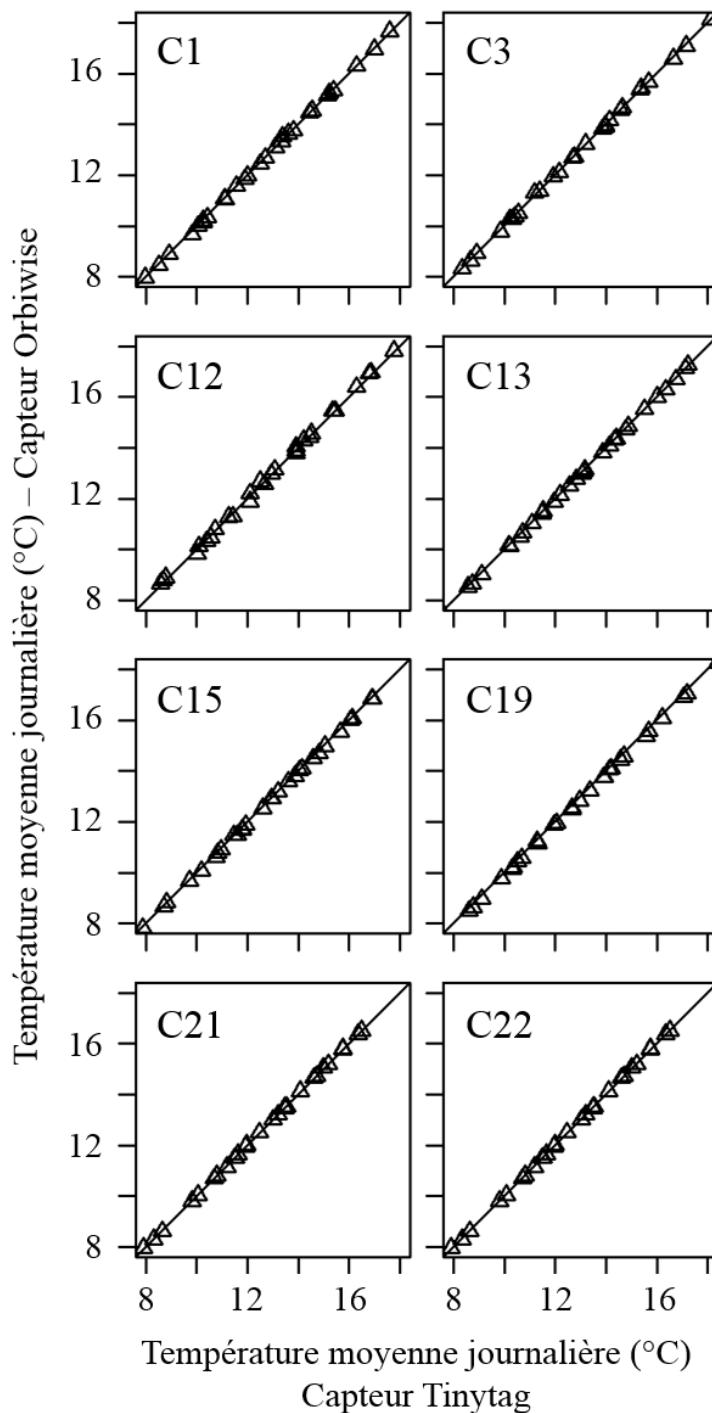 Température moyenne journalière (°C) – Capteur Orbiwise
C1
C3
16
12
8
C12
C13
16
12
8
C15
C19
16
12
8
C21
C22
16
12
8
8 12 16 8 12 16
Température moyenne journalière (°C)
Capteur Tinytag